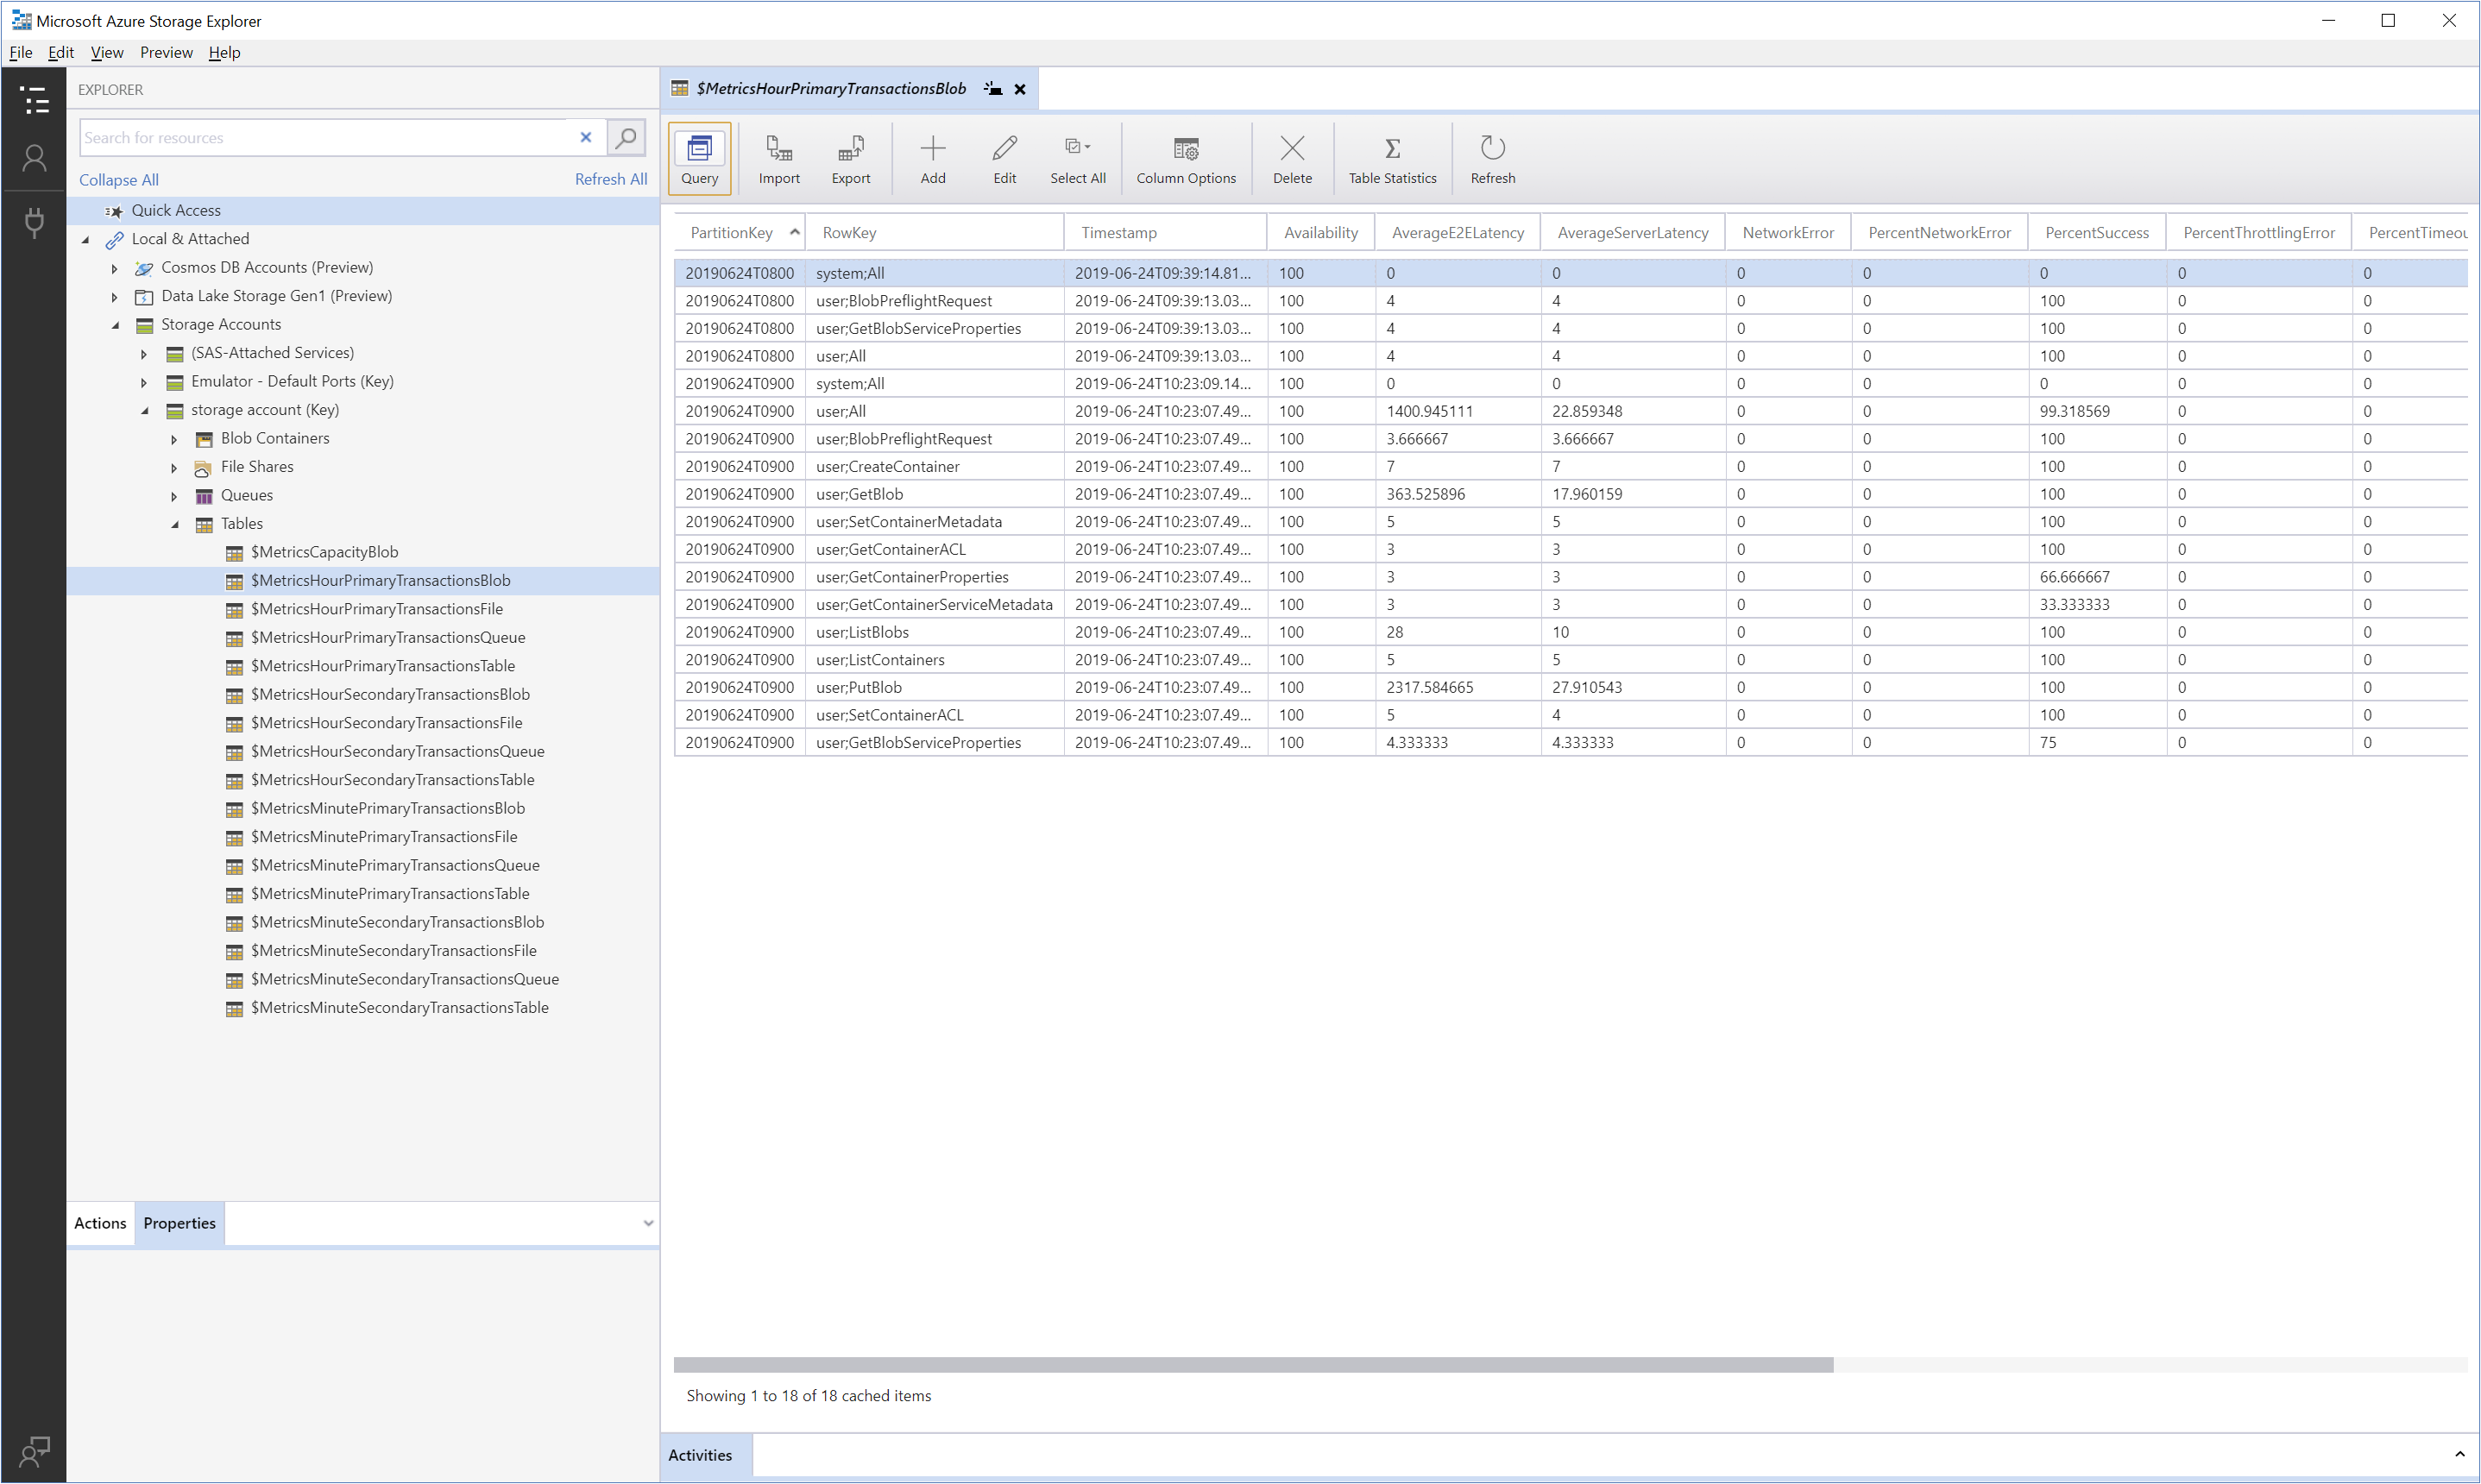 Microsoft Azure Storage Explorer
File Edit View Preview Help
EXPLORER
Search for resources
Collapse All Refresh All
Quick Access
Local & Attached
Cosmos DB Accounts (Preview)
Data Lake Storage Gen1 (Preview)
Storage Accounts
(SAS-Attached Services)
Emulator - Default Ports (Key)
storage account (Key)
Blob Containers
File Shares
Queues
Tables
$MetricsCapacityBlob
$MetricsHourPrimaryTransactionsBlob
$MetricsHourPrimaryTransactionsFile
$MetricsHourPrimaryTransactionsQueue
$MetricsHourPrimaryTransactionsTable
$MetricsHourSecondaryTransactionsBlob
$MetricsHourSecondaryTransactionsFile
$MetricsHourSecondaryTransactionsQueue
$MetricsHourSecondaryTransactionsTable
$MetricsMinutePrimaryTransactionsBlob
$MetricsMinutePrimaryTransactionsFile
$MetricsMinutePrimaryTransactionsQueue
$MetricsMinutePrimaryTransactionsTable
$MetricsMinuteSecondaryTransactionsBlob
$MetricsMinuteSecondaryTransactionsFile
$MetricsMinuteSecondaryTransactionsQueue
$MetricsMinuteSecondaryTransactionsTable
Actions Properties
$MetricsHourPrimaryTransactionsBlob
Query Import Export Add Edit Select All Column Options Delete Table Statistics Refresh
PartitionKey RowKey Timestamp Availability AverageE2ELatency AverageServerLatency NetworkError PercentNetworkError PercentSuccess PercentThrottlingError PercentTimeou
20190624T0800 system;All 2019-06-24T09:39:14.81... 100 0 0 0 0 0 0 0
20190624T0800 user;BlobPreflightRequest 2019-06-24T09:39:13.03... 100 4 4 0 0 100 0 0
20190624T0800 user;GetBlobServiceProperties 2019-06-24T09:39:13.03... 100 4 4 0 0 100 0 0
20190624T0800 user;All 2019-06-24T09:39:13.03... 100 4 4 0 0 100 0 0
20190624T0900 system;All 2019-06-24T10:23:09.14... 100 0 0 0 0 0 0 0
20190624T0900 user;All 2019-06-24T10:23:07.49... 100 1400.945111 22.859348 0 0 99.318569 0 0
20190624T0900 user;BlobPreflightRequest 2019-06-24T10:23:07.49... 100 3.666667 3.666667 0 0 100 0 0
20190624T0900 user;CreateContainer 2019-06-24T10:23:07.49... 100 7 7 0 0 100 0 0
20190624T0900 user;GetBlob 2019-06-24T10:23:07.49... 100 363.525896 17.960159 0 0 100 0 0
20190624T0900 user;SetContainerMetadata 2019-06-24T10:23:07.49... 100 5 5 0 0 100 0 0
20190624T0900 user;GetContainerACL 2019-06-24T10:23:07.49... 100 3 3 0 0 100 0 0
20190624T0900 user;GetContainerProperties 2019-06-24T10:23:07.49... 100 3 3 0 0 66.666667 0 0
20190624T0900 user;GetContainerServiceMetadata 2019-06-24T10:23:07.49... 100 3 3 0 0 33.333333 0 0
20190624T0900 user;ListBlobs 2019-06-24T10:23:07.49... 100 28 10 0 0 100 0 0
20190624T0900 user;ListContainers 2019-06-24T10:23:07.49... 100 5 5 0 0 100 0 0
20190624T0900 user;PutBlob 2019-06-24T10:23:07.49... 100 2317.584665 27.910543 0 0 100 0 0
20190624T0900 user;SetContainerACL 2019-06-24T10:23:07.49... 100 5 4 0 0 100 0 0
20190624T0900 user;GetBlobServiceProperties 2019-06-24T10:23:07.49... 100 4.333333 4.333333 0 0 75 0 0
Showing 1 to 18 of 18 cached items
Activities